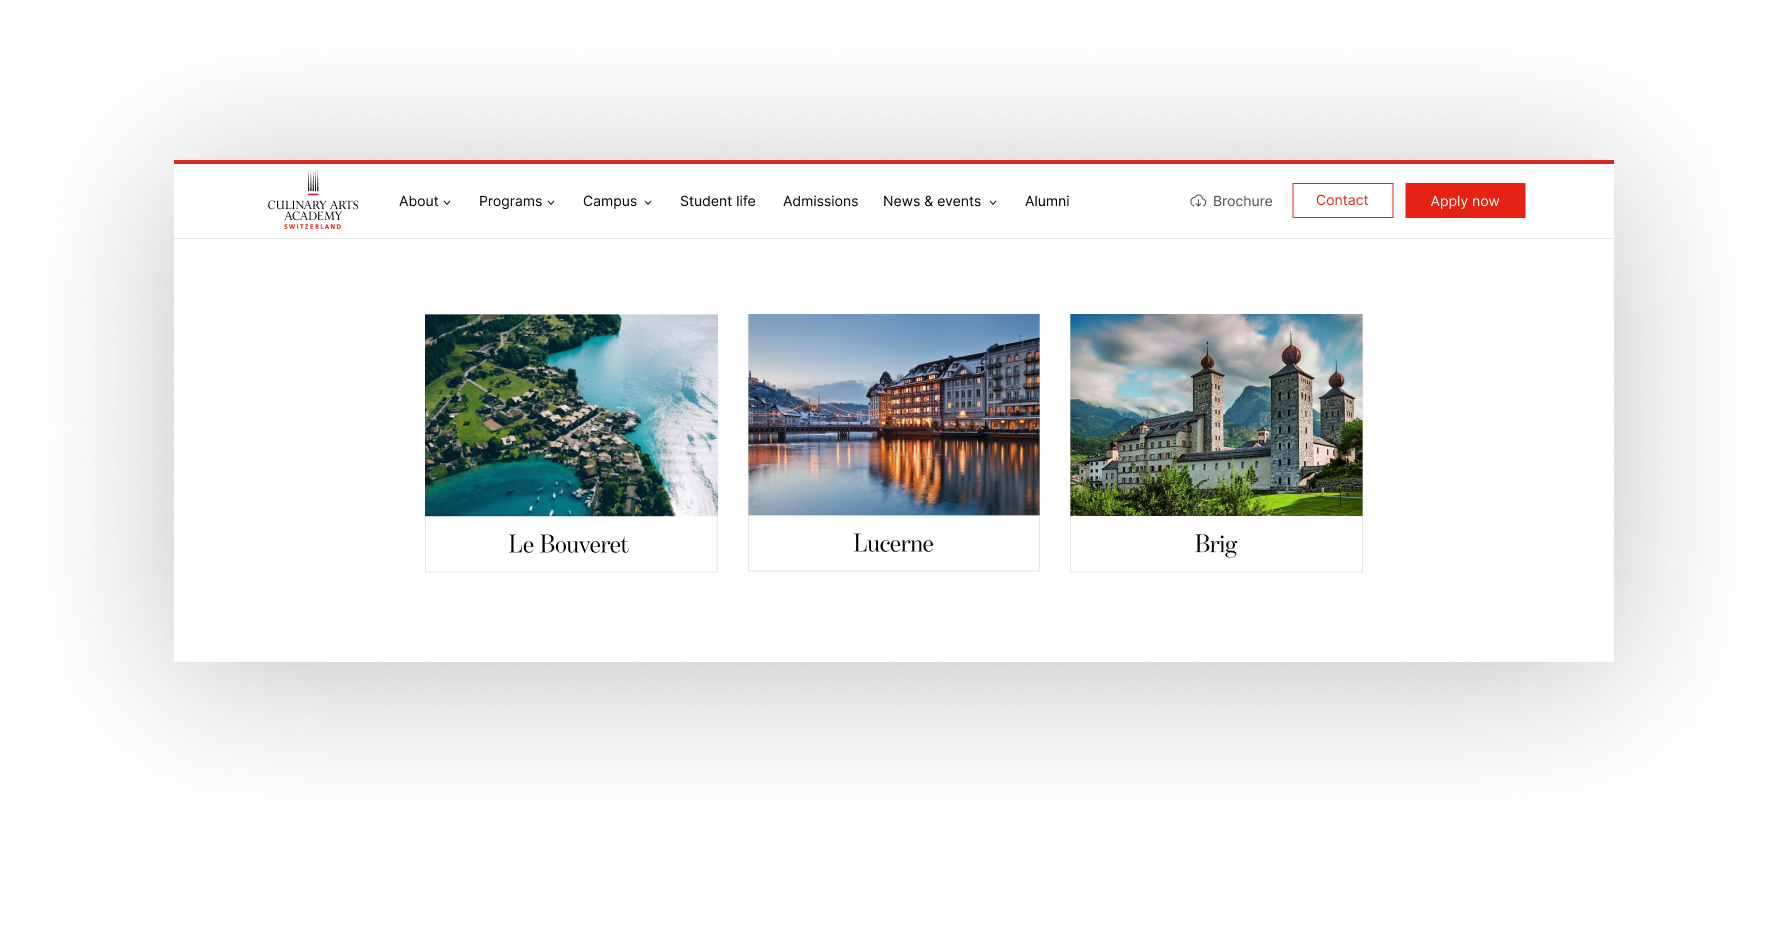 CULINARY ARTS
ACADEMY
SWITZERLAND
About
Programs
Campus
Student life
Admissions
News & events
Alumni
Brochure
Contact
Apply now
Le Bouveret
Lucerne
Brig